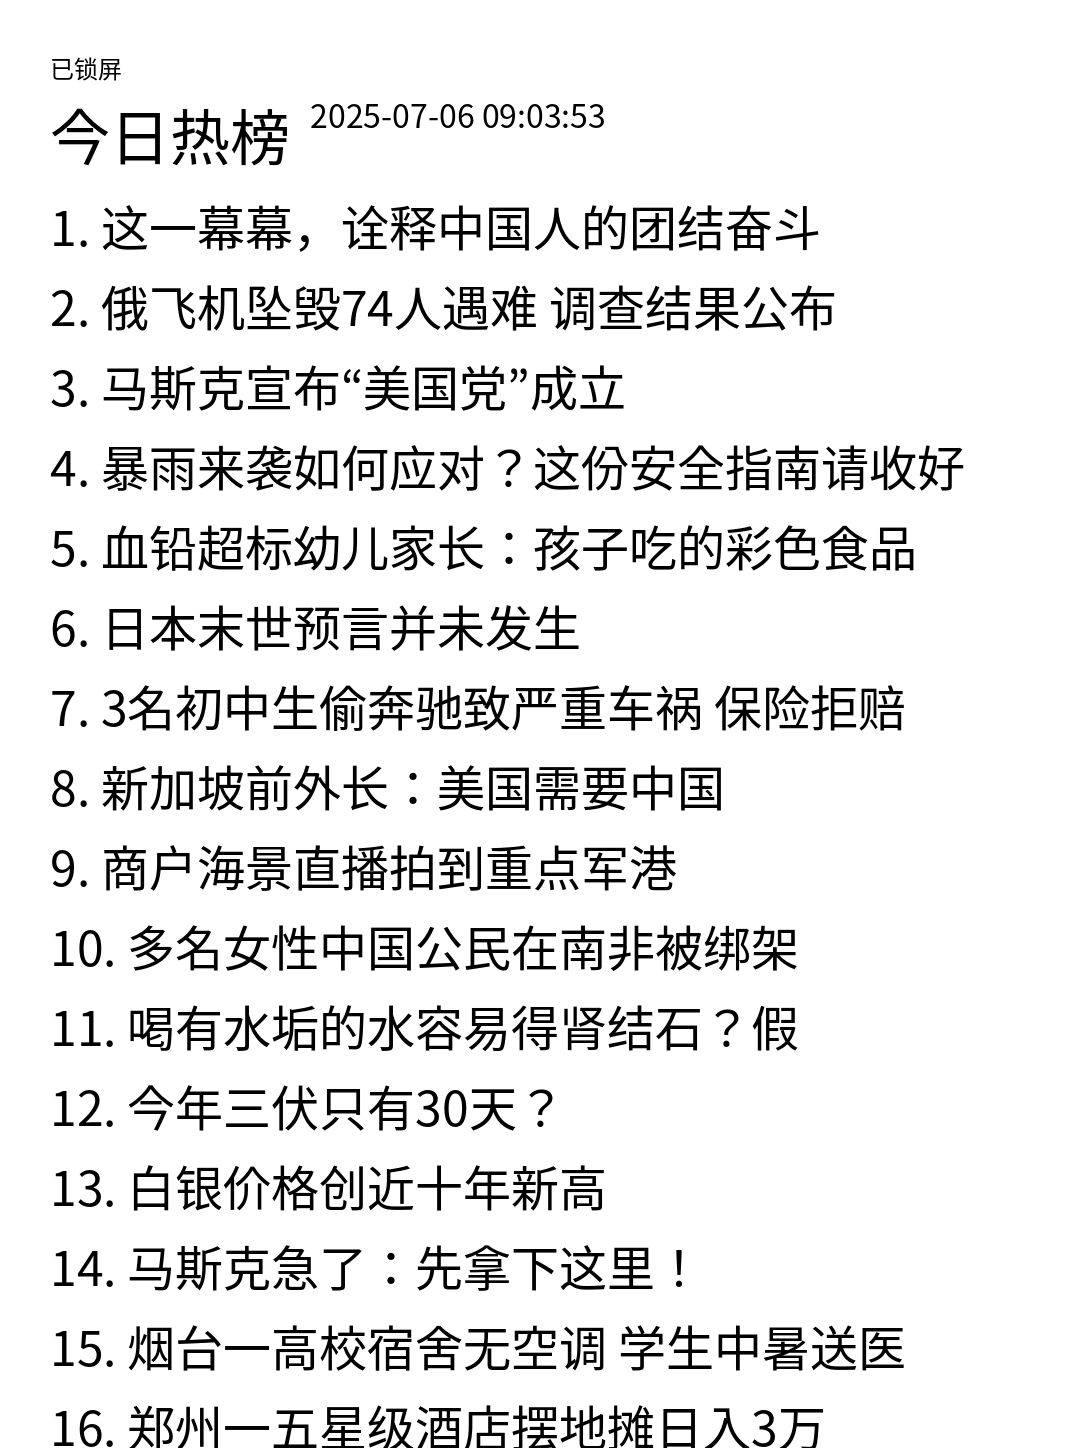 已锁屏
今日热榜 2025-07-06 09:03:53
1. 这一幕幕，诠释中国人的团结奋斗
2. 俄飞机坠毁74人遇难 调查结果公布
3. 马斯克宣布“美国党”成立
4. 暴雨来袭如何应对？这份安全指南请收好
5. 血铅超标幼儿家长：孩子吃的彩色食品
6. 日本末世预言并未发生
7. 3名初中生偷奔驰致严重车祸 保险拒赔
8. 新加坡前外长：美国需要中国
9. 商户海景直播拍到重点军港
10. 多名女性中国公民在南非被绑架
11. 喝有水垢的水容易得肾结石？假
12. 今年三伏只有30天？
13. 白银价格创近十年新高
14. 马斯克急了：先拿下这里！
15. 烟台一高校宿舍无空调 学生中暑送医
16. 郑州一五星级酒店摆地摊日入3万